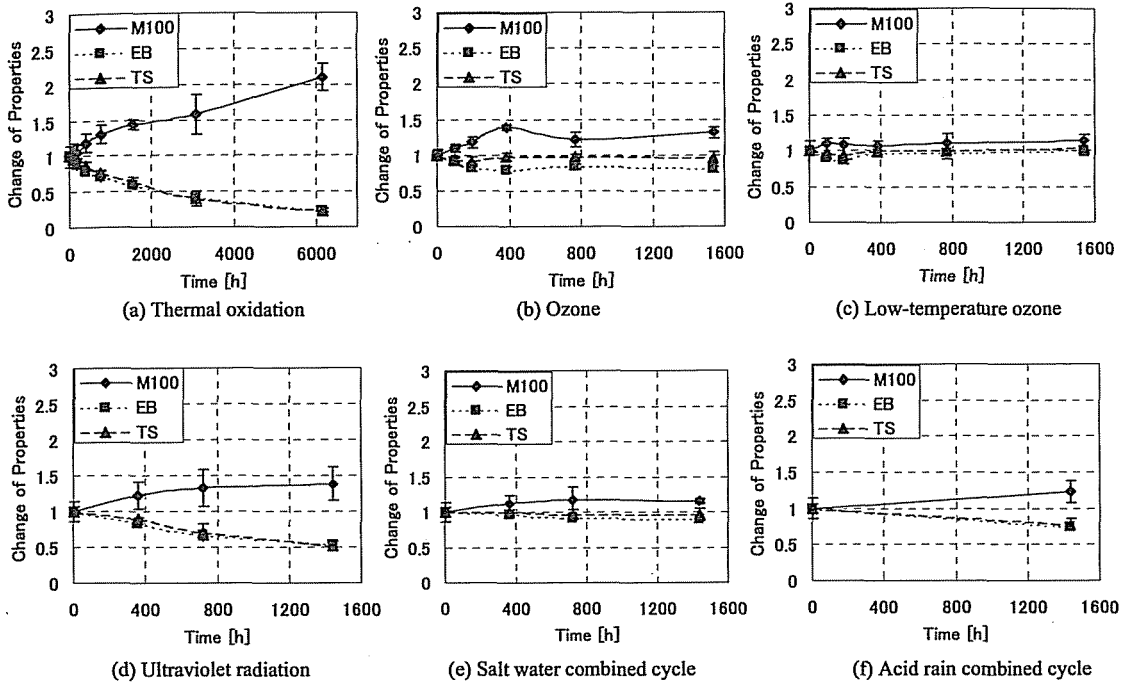 M100
EB
TS
Change of Properties
3
2.5
2
1.5
1
0.5
0
0 2000 4000 6000
Time [h]
(a) Thermal oxidation
M100
EB
TS
Change of Properties
3
2.5
2
1.5
1
0.5
0
0 400 800 1200 1600
Time [h]
(b) Ozone
M100
EB
TS
Change of Properties
3
2.5
2
1.5
1
0.5
0
0 400 800 1200 1600
Time [h]
(c) Low-temperature ozone
M100
EB
TS
Change of Properties
3
2.5
2
1.5
1
0.5
0
0 400 800 1200 1600
Time [h]
(d) Ultraviolet radiation
M100
EB
TS
Change of Properties
3
2.5
2
1.5
1
0.5
0
0 400 800 1200 1600
Time [h]
(e) Salt water combined cycle
M100
EB
TS
Change of Properties
3
2.5
2
1.5
1
0.5
0
0 400 800 1200 1600
Time [h]
(f) Acid rain combined cycle